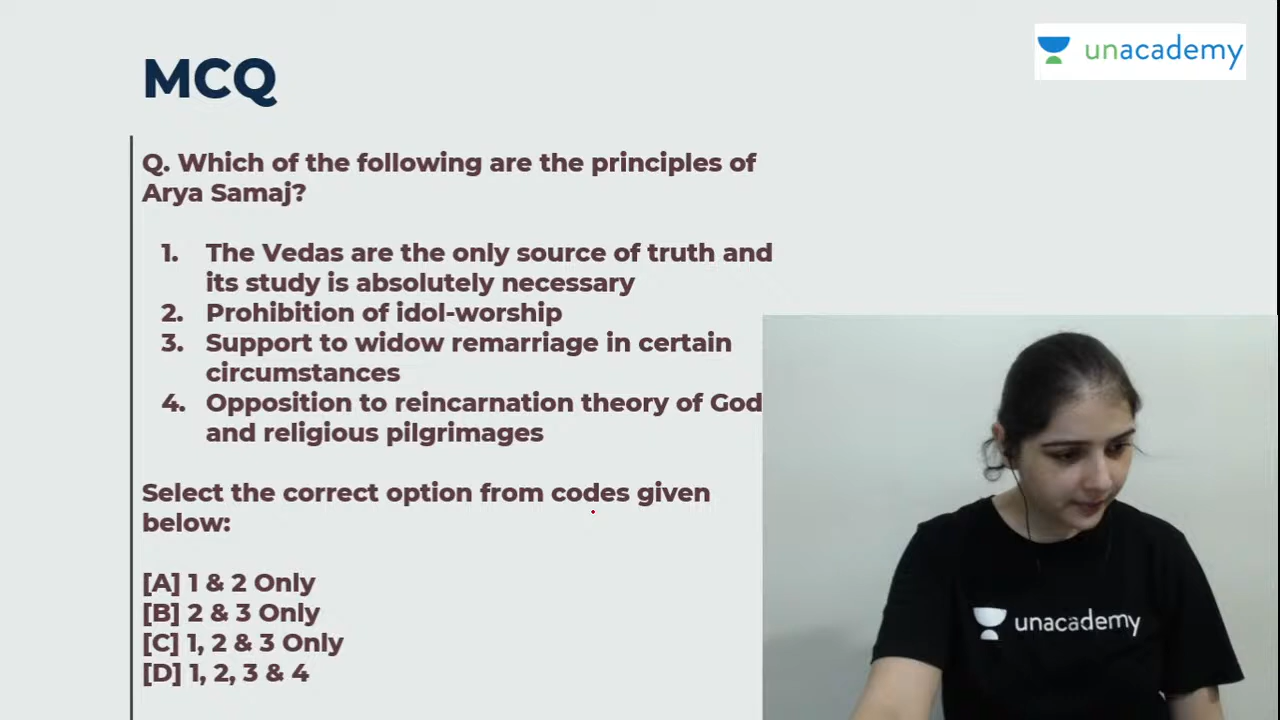 unacademy
MCQ
Q. Which of the following are the principles of
Arya Samaj?
1. The Vedas are the only source of truth and
its study is absolutely necessary
2. Prohibition of idol-worship
3. Support to widow remarriage in certain
circumstances
4. Opposition to reincarnation theory of God
and religious pilgrimages
Select the correct option from codes given
below:
[A] 1 & 2 Only
[B] 2 & 3 Only
[C] 1, 2 & 3 Only
[D] 1, 2, 3 & 4
unacademy